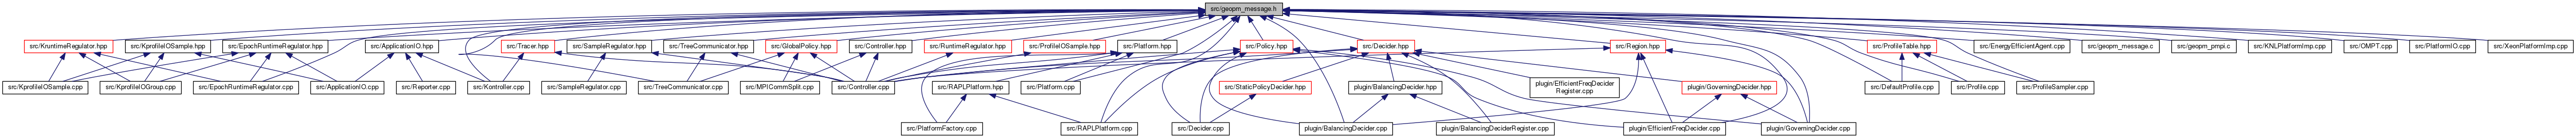 src/geopm_message.h
src/KruntimeRegulator.hpp
src/KprofileIOSample.hpp
src/EpochRuntimeRegulator.hpp
src/ApplicationIO.hpp
src/Tracer.hpp
src/SampleRegulator.hpp
src/TreeCommunicator.hpp
src/GlobalPolicy.hpp
src/Controller.hpp
src/RuntimeRegulator.hpp
src/ProfileIOSample.hpp
src/Platform.hpp
src/Policy.hpp
src/Decider.hpp
src/Region.hpp
src/ProfileTable.hpp
src/EnergyEfficientAgent.cpp
src/geopm_message.c
src/geopm_pmpi.c
src/KNLPlatformImp.cpp
src/OMPT.cpp
src/PlatformIO.cpp
src/XeonPlatformImp.cpp
src/KprofileIOSample.cpp
src/KprofileIOGroup.cpp
src/EpochRuntimeRegulator.cpp
src/ApplicationIO.cpp
src/Reporter.cpp
src/Kontroller.cpp
src/SampleRegulator.cpp
src/TreeCommunicator.cpp
src/MPICommSplit.cpp
src/Controller.cpp
src/RAPLPlatform.hpp
src/Platform.cpp
src/StaticPolicyDecider.hpp
plugin/BalancingDecider.hpp
plugin/EfficientFreqDecider
Register.cpp
plugin/GoverningDecider.hpp
src/DefaultProfile.cpp
src/Profile.cpp
src/ProfileSampler.cpp
src/PlatformFactory.cpp
src/RAPLPlatform.cpp
src/Decider.cpp
plugin/BalancingDecider.cpp
plugin/BalancingDeciderRegister.cpp
plugin/EfficientFreqDecider.cpp
plugin/GoverningDecider.cpp